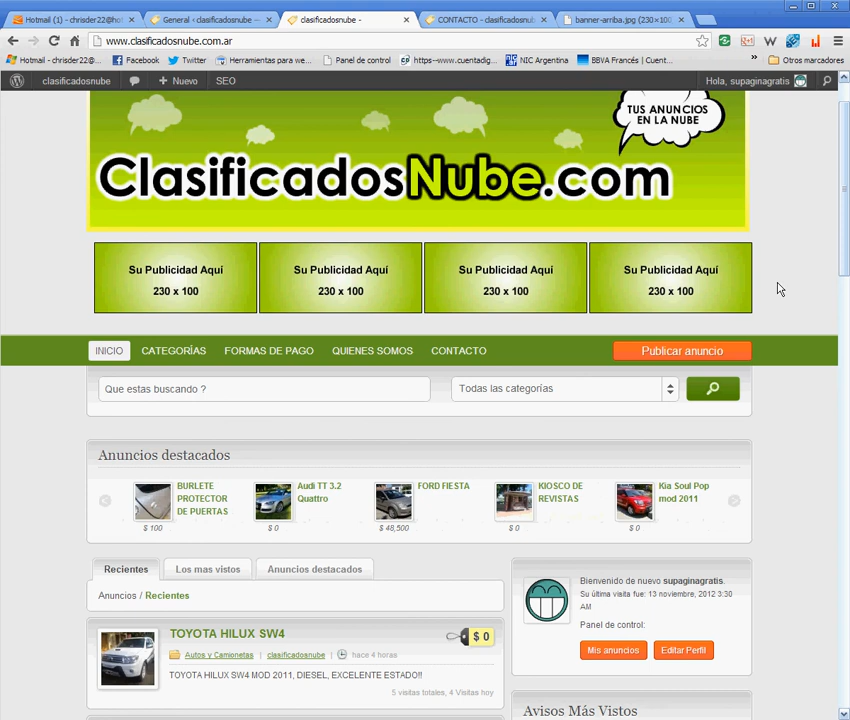 Hotmail (1) - chrisder22@hot
General < clasificadosnube —
clasificadosnube -
CONTACTO - clasificadosnub
banner-arriba.jpg (230×100
www.clasificadosnube.com.ar
Hotmail - chrisder22@h...
Facebook
Twitter
Herramientas para we...
Panel de control
https--www.cuentadig...
NIC Argentina
BBVA Francés | Cuent...
Otros marcadores
clasificadosnube
Nuevo
SEO
Hola, supaginagratis
TUS ANUNCIOS
EN LA NUBE
ClasificadosNube.com
Su Publicidad Aquí
230 x 100
Su Publicidad Aquí
230 x 100
Su Publicidad Aquí
230 x 100
Su Publicidad Aquí
230 x 100
INICIO
CATEGORÍAS
FORMAS DE PAGO
QUIENES SOMOS
CONTACTO
Publicar anuncio
Que estas buscando ?
Todas las categorías
Anuncios destacados
BURLETE
PROTECTOR
DE PUERTAS
$ 100
Audi TT 3.2
Quattro
$ 0
FORD FIESTA
$ 48,500
KIOSCO DE
REVISTAS
$ 0
Kia Soul Pop
mod 2011
$ 0
Recientes
Los mas vistos
Anuncios destacados
Anuncios / Recientes
TOYOTA HILUX SW4
$ 0
Autos y Camionetas | clasificadosnube | hace 4 horas
TOYOTA HILUX SW4 MOD 2011, DIESEL, EXCELENTE ESTADO!!
5 visitas totales, 4 Visitas hoy
Bienvenido de nuevo supaginagratis.
Su última visita fue: 13 noviembre, 2012 3:30
AM
Panel de control:
Mis anuncios
Editar Perfil
Avisos Más Vistos